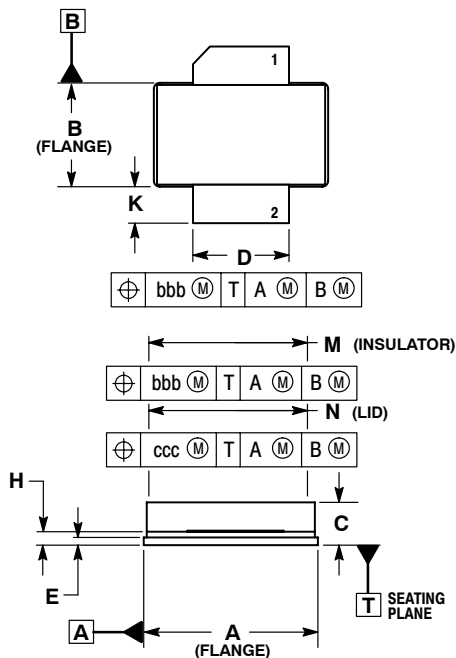 B
1
B
(FLANGE)
K
2
D
⌖ bbb Ⓜ T A Ⓜ B Ⓜ
M (INSULATOR)
⌖ bbb Ⓜ T A Ⓜ B Ⓜ
N (LID)
⌖ ccc Ⓜ T A Ⓜ B Ⓜ
H
C
E
T SEATING
PLANE
A
A
(FLANGE)